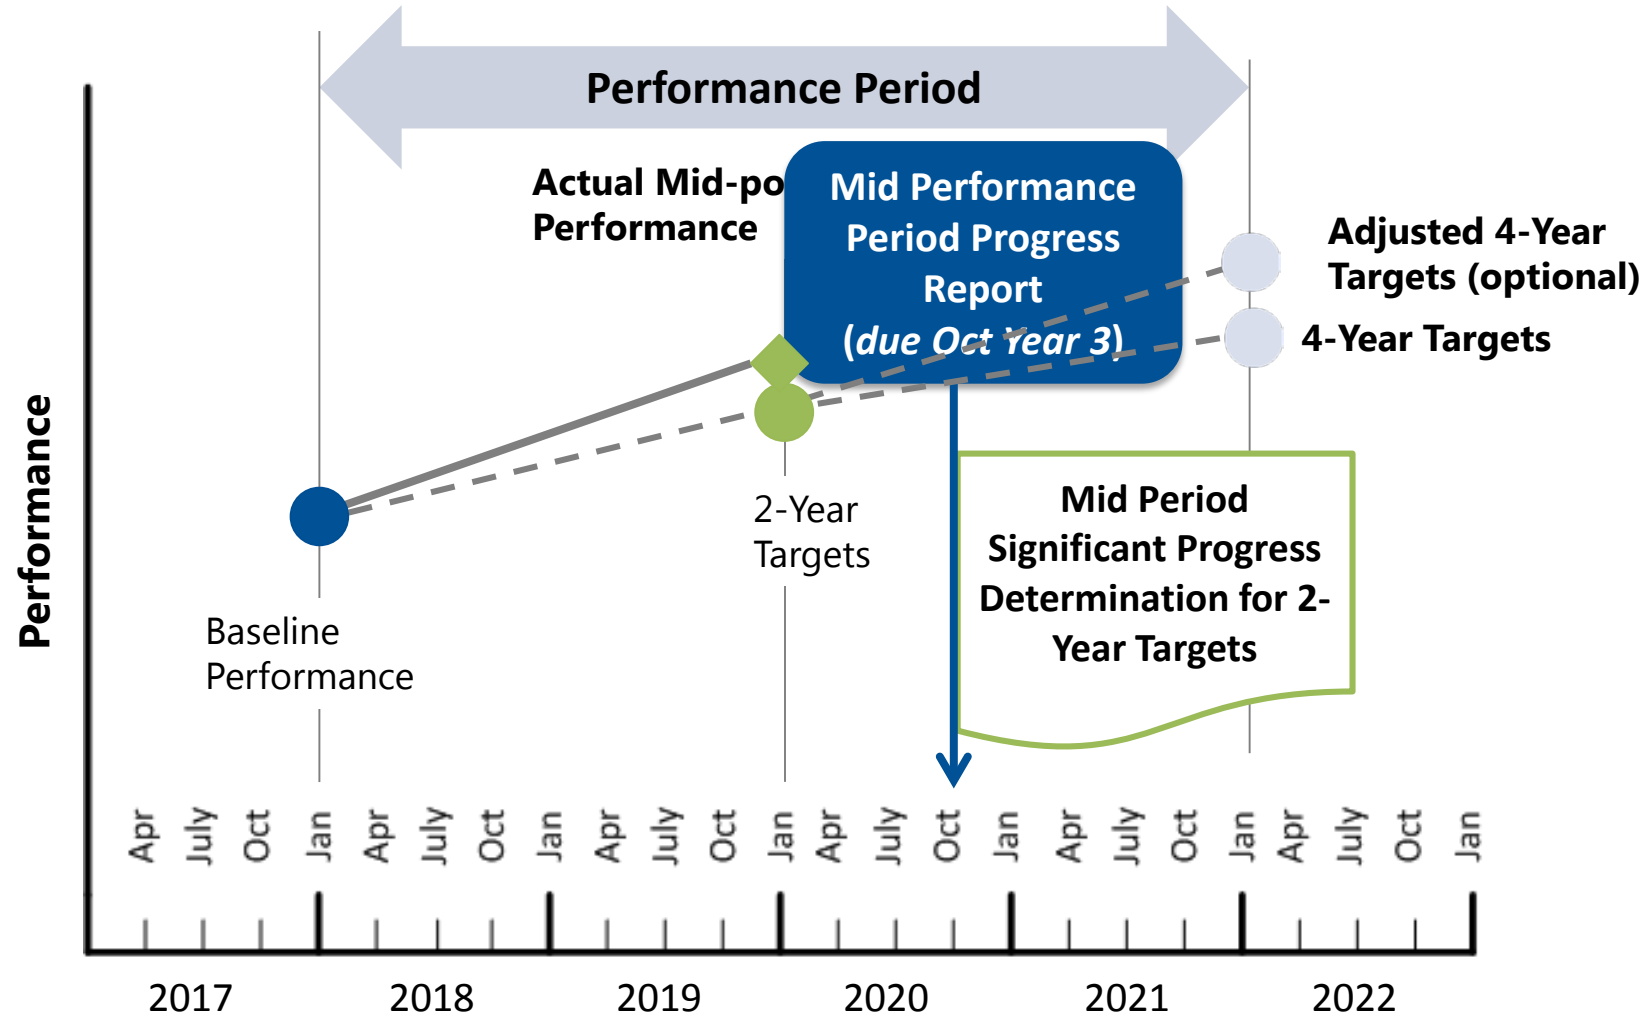 Performance Period
Actual Mid-po
Performance
Mid Performance
Period Progress
Report
(due Oct Year 3)
Adjusted 4-Year
Targets (optional)
4-Year Targets
Performance
2-Year
Targets
Mid Period
Significant Progress
Determination for 2-
Year Targets
Baseline
Performance
Apr July Oct Jan Apr July Oct Jan Apr July Oct Jan Apr July Oct Jan Apr July Oct Jan Apr July Oct Jan
2017 2018 2019 2020 2021 2022